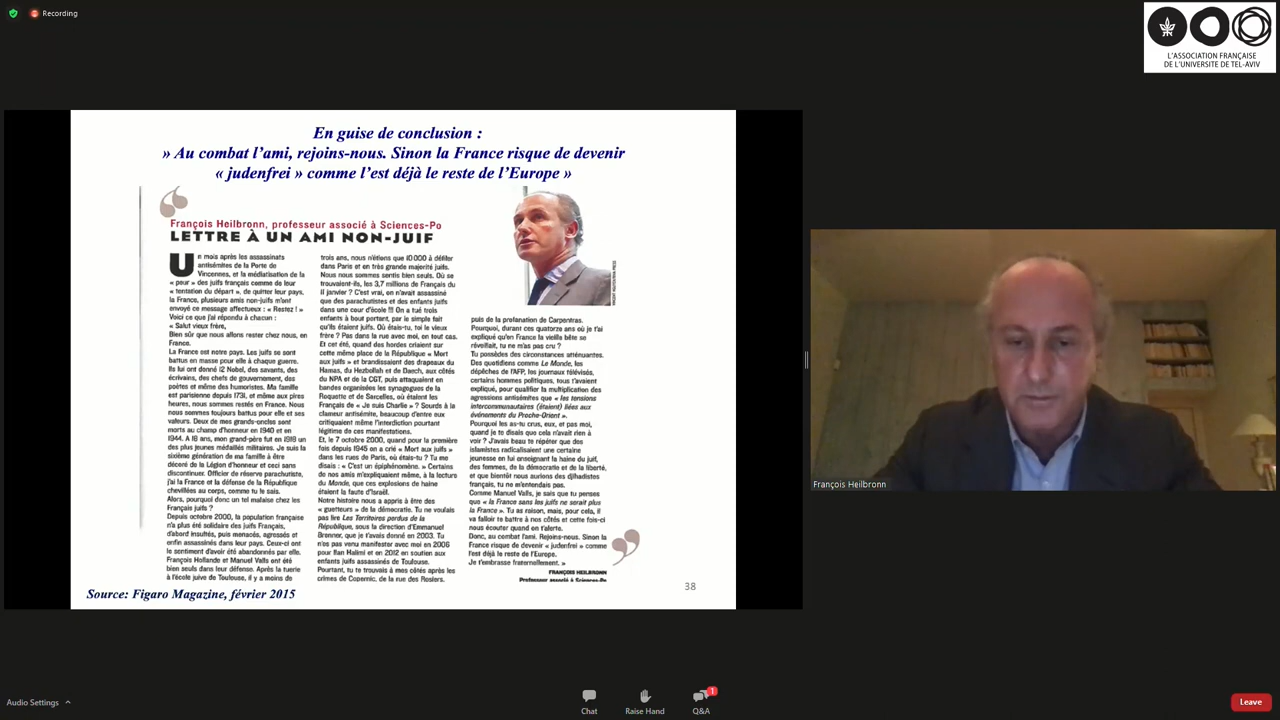 Recording
L'ASSOCIATION FRANÇAISE
DE L'UNIVERSITE DE TEL-AVIV
En guise de conclusion :
» Au combat l'ami, rejoins-nous. Sinon la France risque de devenir
« judenfrei » comme l'est déjà le reste de l'Europe »
François Heilbronn, professeur associé à Sciences-Po
LETTRE À UN AMI NON-JUIF
Un mois après les assassinats
antisémites de la Porte de
Vincennes, et la médiatisation de la
« peur » des juifs français comme de leur
« tentation du départ », de quitter leur pays,
la France, plusieurs amis non-juifs m'ont
envoyé ce message affectueux : « Restez ! »
Voici ce que j'ai répondu à chacun :
« Salut vieux frère,
Bien sûr que nous allons rester chez nous, en
France.
La France est notre pays. Les juifs se sont
battus en masse pour elle à chaque guerre.
Ils lui ont donné 12 Nobel, des savants, des
écrivains, des chefs de gouvernement, des
poètes et même des humoristes. Ma famille
est parisienne depuis 1731, et même aux pires
heures, nous sommes restés en France. Nous
nous sommes toujours battus pour elle et ses
valeurs. Deux de mes grands-oncles sont
morts au champ d'honneur en 1940 et en
1944. A 18 ans, mon grand-père fut en 1918 un
des plus jeunes médaillés militaires. Je suis la
sixième génération de ma famille à être
décoré de la Légion d'honneur et ceci sans
discontinuer. Officier de réserve parachutiste,
j'ai la France et la défense de la République
chevillées au corps, comme tu le sais.
Alors, pourquoi donc un tel malaise chez les
Français juifs ?
Depuis octobre 2000, la population française
n'a plus été solidaire des juifs Français,
d'abord insultés, puis menacés, agressés et
enfin assassinés dans leur pays. Ceux-ci ont
le sentiment d'avoir été abandonnés par elle.
François Hollande et Manuel Valls ont été
bien seuls dans leur défense. Après la tuerie
à l'école juive de Toulouse, il y a moins de
trois ans, nous n'étions que 10 000 à défiler
dans Paris et en très grande majorité juifs.
Nous nous sommes sentis bien seuls. Où se
trouvaient-ils, les 3,7 millions de Français du
11 janvier ? C'est vrai, on n'avait assassiné
que des parachutistes et des enfants juifs
dans une cour d'école !!! On a tué trois
enfants à bout portant, par le simple fait
qu'ils étaient juifs. Où étais-tu, toi le vieux
frère ? Pas dans la rue avec moi, en tout cas.
Et cet été, quand des hordes criaient sur
cette même place de la République « Mort
aux juifs » et brandissaient des drapeaux du
Hamas, du Hezbollah et de Daech, aux côtés
du NPA et de la CGT, puis attaquaient en
bandes organisées les synagogues de la
Roquette et de Sarcelles, où étaient les
Français de « Je suis Charlie » ? Sourds à la
clameur antisémite, beaucoup d'entre eux
critiquaient même l'interdiction pourtant
légitime de ces manifestations.
Et, le 7 octobre 2000, quand pour la première
fois depuis 1945 on a crié « Mort aux juifs »
dans les rues de Paris, où étais-tu ? Tu me
disais : « C'est un épiphénomène. » Certains
de nos amis m'expliquaient même, à la lecture
du Monde, que ces explosions de haine
étaient la faute d'Israël.
Notre histoire nous a appris à être des
« guetteurs » de la démocratie. Tu ne voulais
pas lire Les Territoires perdus de la
République, sous la direction d'Emmanuel
Brenner, que je t'avais donné en 2003. Tu
n'es pas venu manifester avec moi en 2006
pour Ilan Halimi et en 2012 en soutien aux
enfants juifs assassinés de Toulouse.
Pourtant, tu te trouvais à mes côtés après les
crimes de Copernic, de la rue des Rosiers,
puis de la profanation de Carpentras.
Pourquoi, durant ces quatorze ans où je t'ai
expliqué qu'en France la vieille bête se
réveillait, tu ne m'as pas cru ?
Tu possèdes des circonstances atténuantes.
Des quotidiens comme Le Monde, les
dépêches de l'AFP, les journaux télévisés,
certains hommes politiques, tous t'avaient
expliqué, pour qualifier la multiplication des
agressions antisémites que « les tensions
intercommunautaires (étaient) liées aux
événements du Proche-Orient ».
Pourquoi les as-tu crus, eux, et pas moi,
quand je te disais que cela n'avait rien à
voir ? J'avais beau te répéter que des
islamistes radicalisaient une certaine
jeunesse en lui enseignant la haine du juif,
des femmes, de la démocratie et de la liberté,
et que bientôt nous aurions des djihadistes
français, tu ne m'entendais pas.
Comme Manuel Valls, je sais que tu penses
que « la France sans les juifs ne serait plus
la France ». Tu as raison, mais, pour cela, il
va falloir te battre à nos côtés et cette fois-ci
nous écouter quand on t'alerte.
Donc, au combat l'ami. Rejoins-nous. Sinon la
France risque de devenir « judenfrei » comme
l'est déjà le reste de l'Europe.
Je t'embrasse fraternellement. »
FRANÇOIS HEILBRONN
Professeur associé à Sciences-Po
Source: Figaro Magazine, février 2015
38
François Heilbronn
Audio Settings
Chat
Raise Hand
Q&A
1
Leave